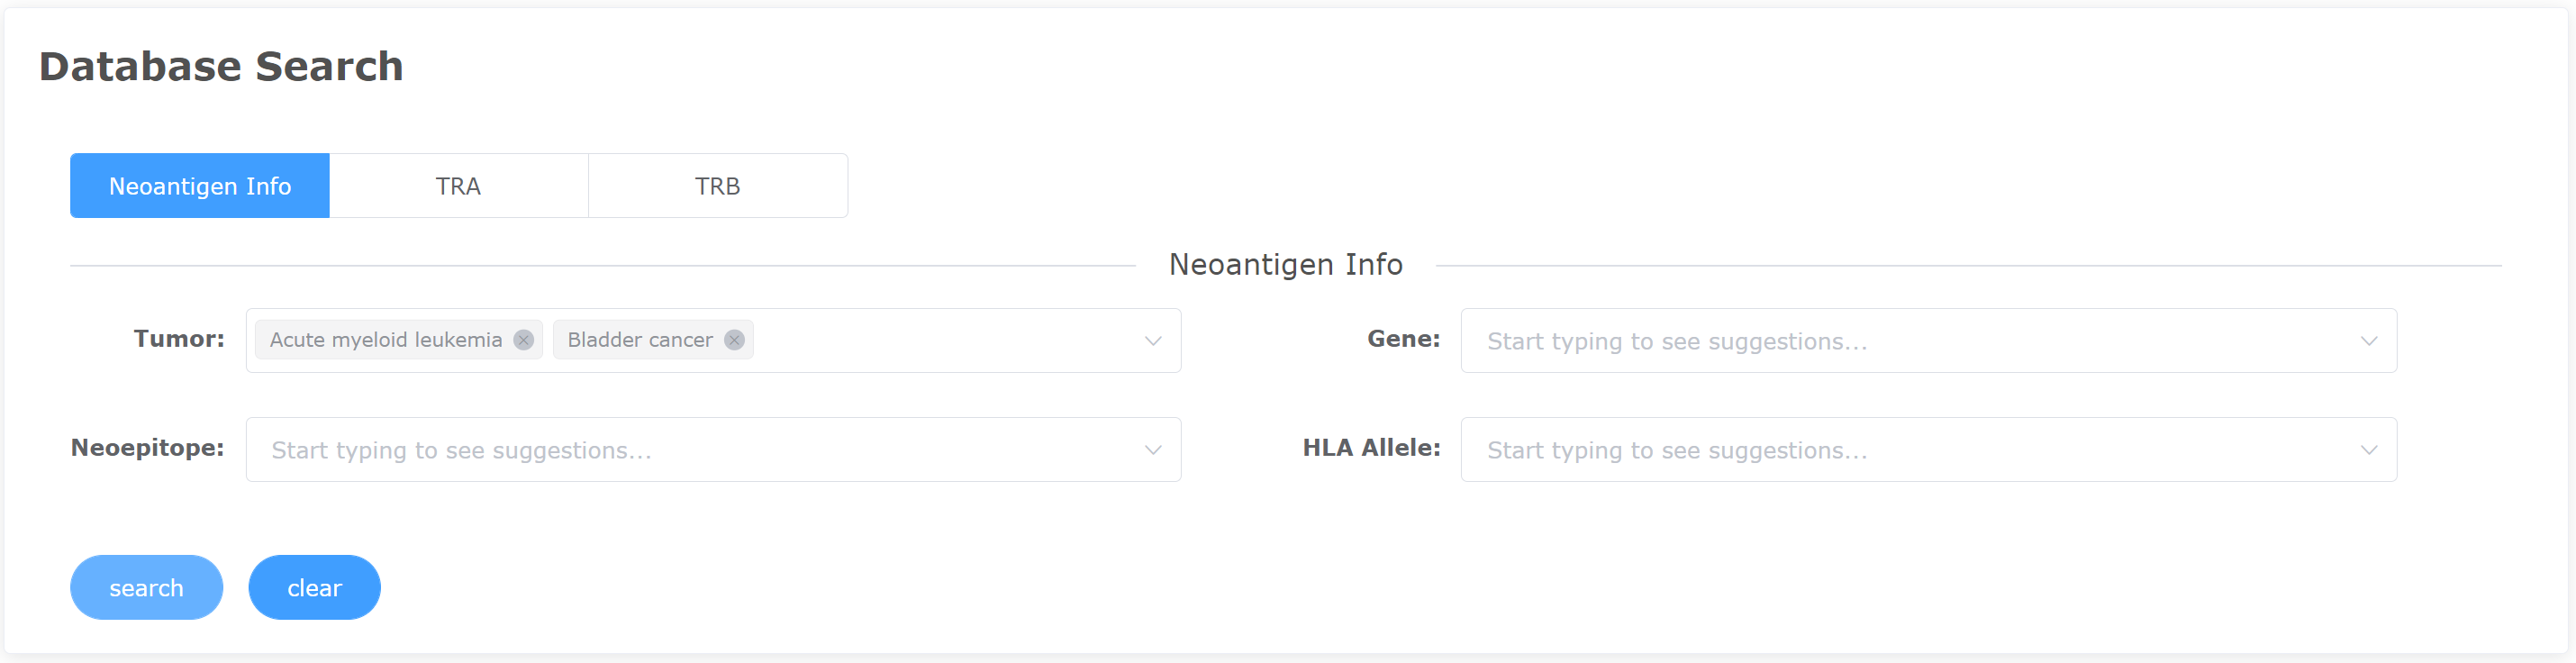 Database Search
Neoantigen Info TRA TRB
Neoantigen Info
Tumor: Acute myeloid leukemia Bladder cancer Gene: Start typing to see suggestions...
Neoepitope: Start typing to see suggestions... HLA Allele: Start typing to see suggestions...
search clear